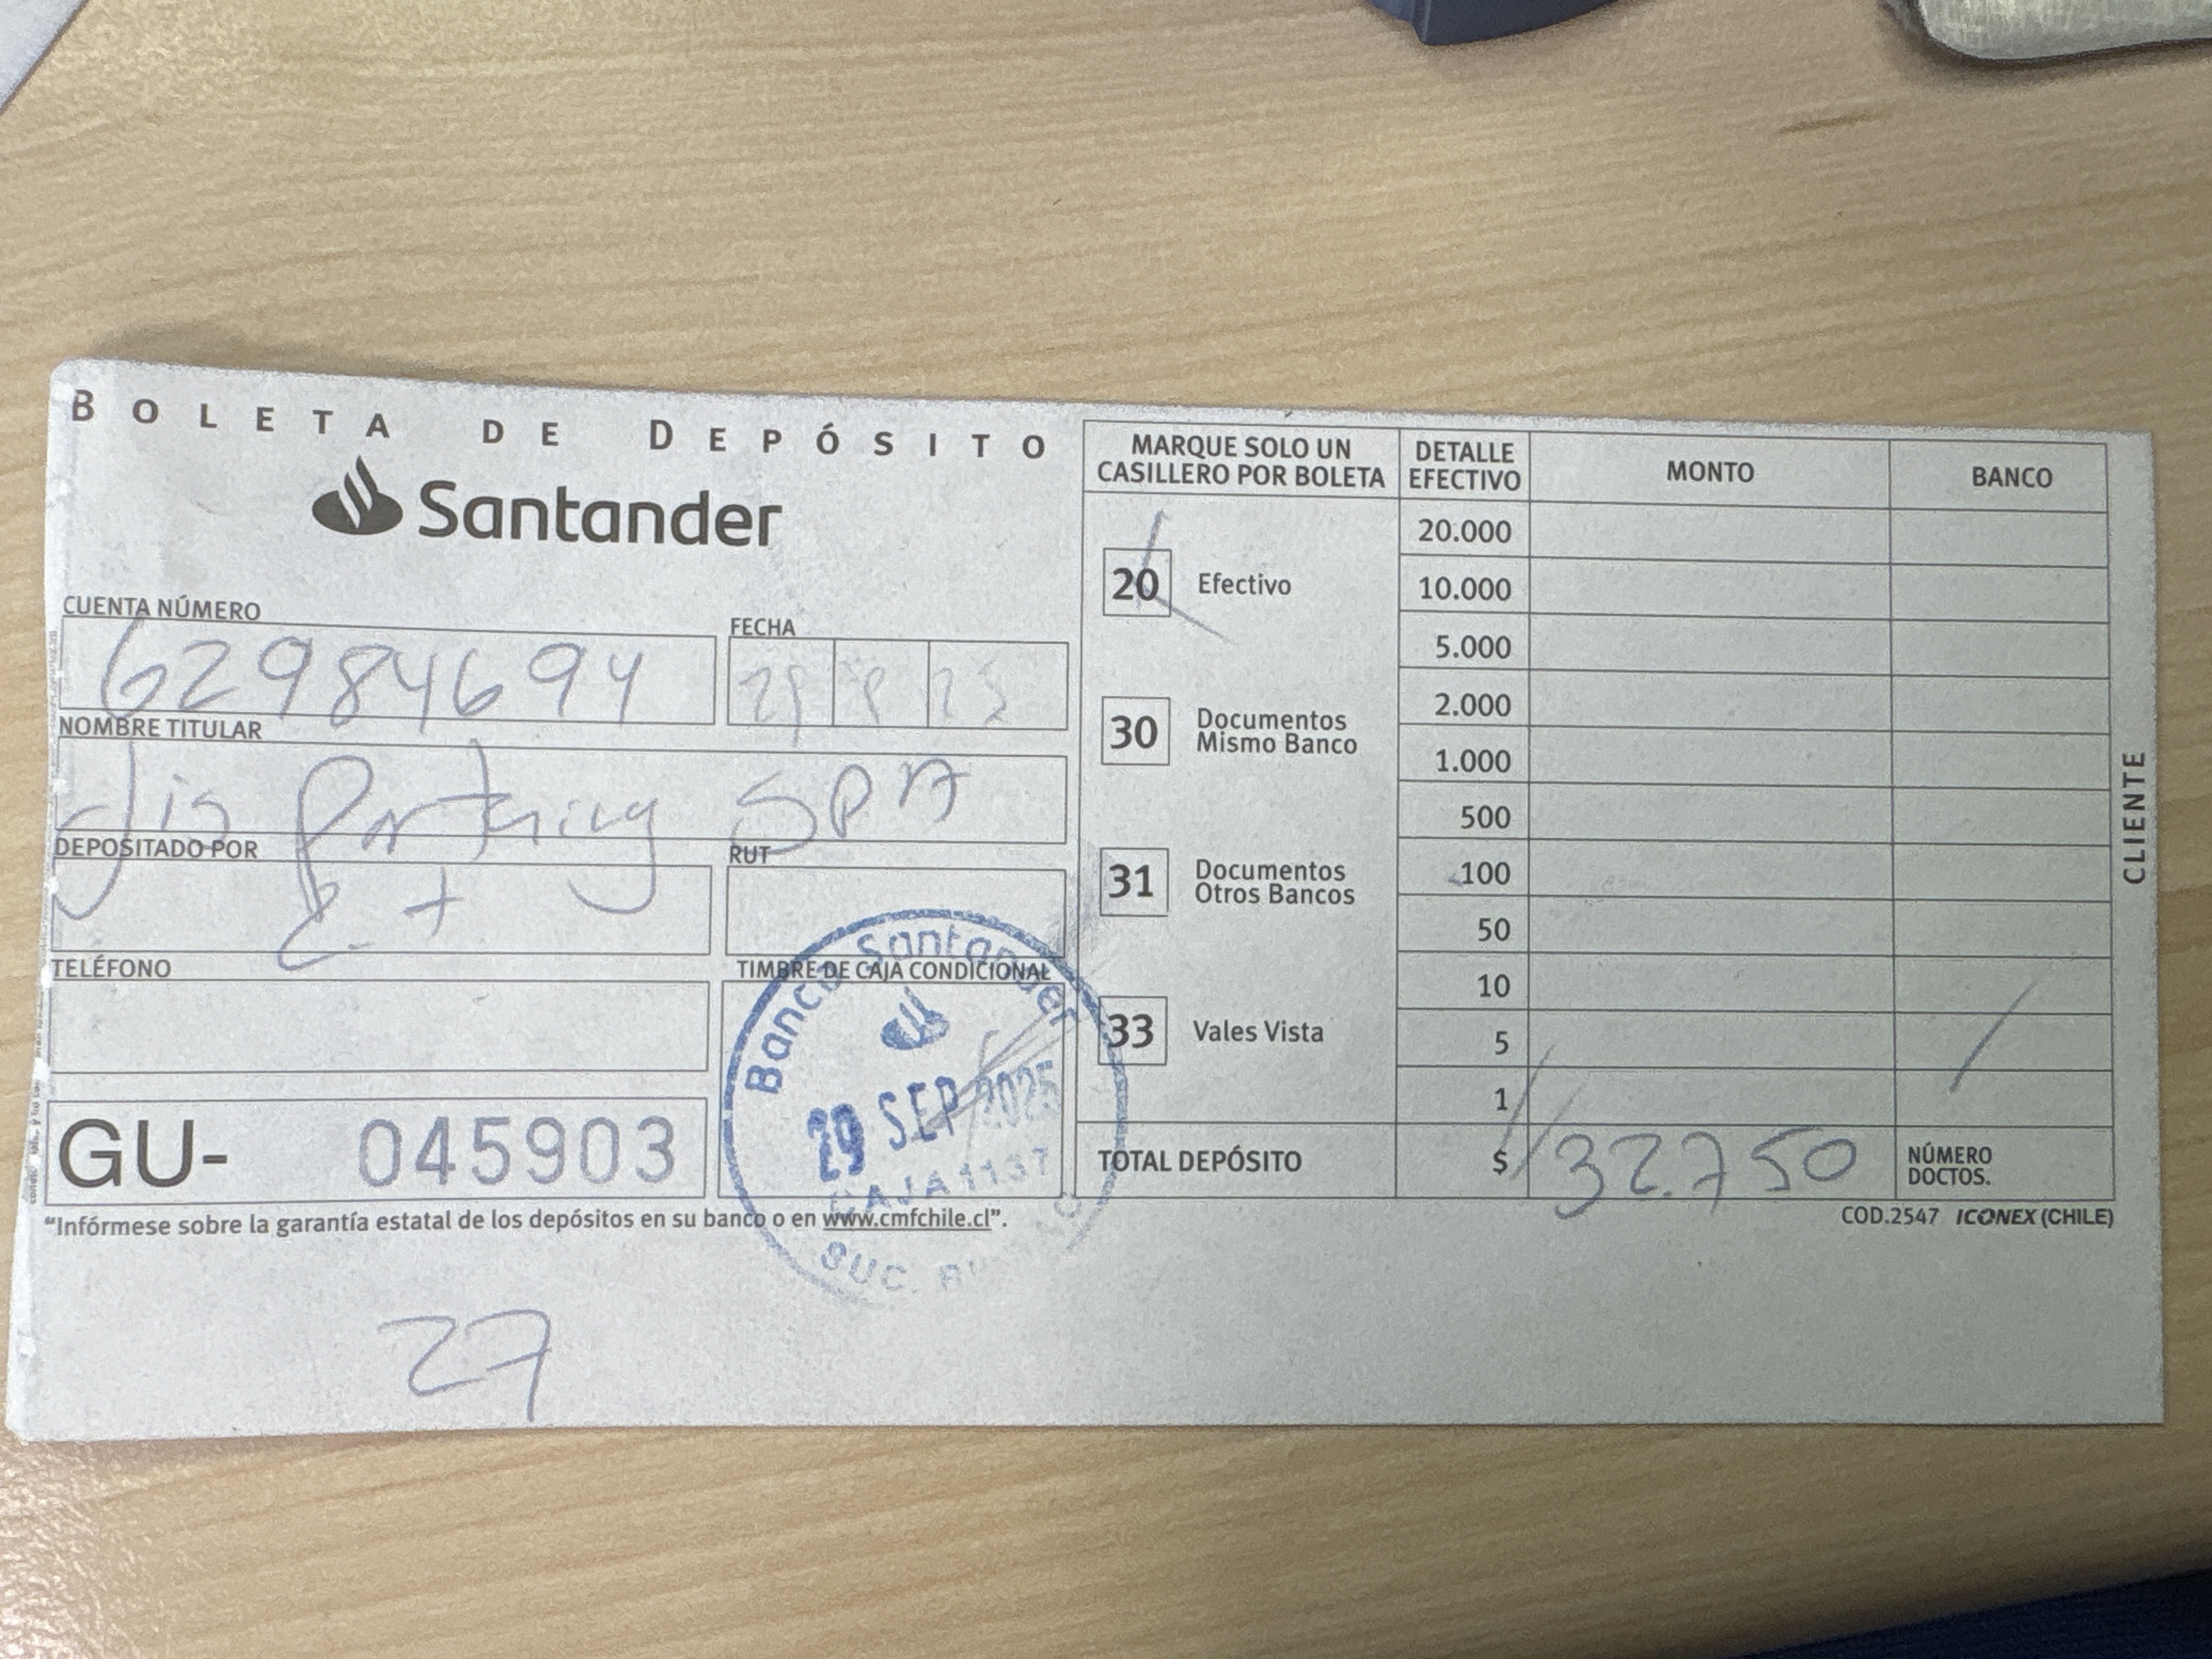 BOLETA DE DEPÓSITO
Santander
CUENTA NÚMERO
62984694
FECHA
29
NOMBRE TITULAR
Jis Parking SPA
DEPOSITADO POR
E. t
RUT
TELÉFONO
TIMBRE DE CAJA CONDICIONAL
Banco Santander
29 SEP 2025
CAJA 1137
SUC.
GU- 045903
"Infórmese sobre la garantía estatal de los depósitos en su banco o en www.cmfchile.cl".
27
MARQUE SOLO UN CASILLERO POR BOLETA
20 Efectivo
30 Documentos Mismo Banco
31 Documentos Otros Bancos
33 Vales Vista
DETALLE EFECTIVO
MONTO
BANCO
20.000
10.000
5.000
2.000
1.000
500
100
50
10
5
1
TOTAL DEPÓSITO $ 32.750
NÚMERO DOCTOS.
COD.2547 ICONEX (CHILE)
CLIENTE